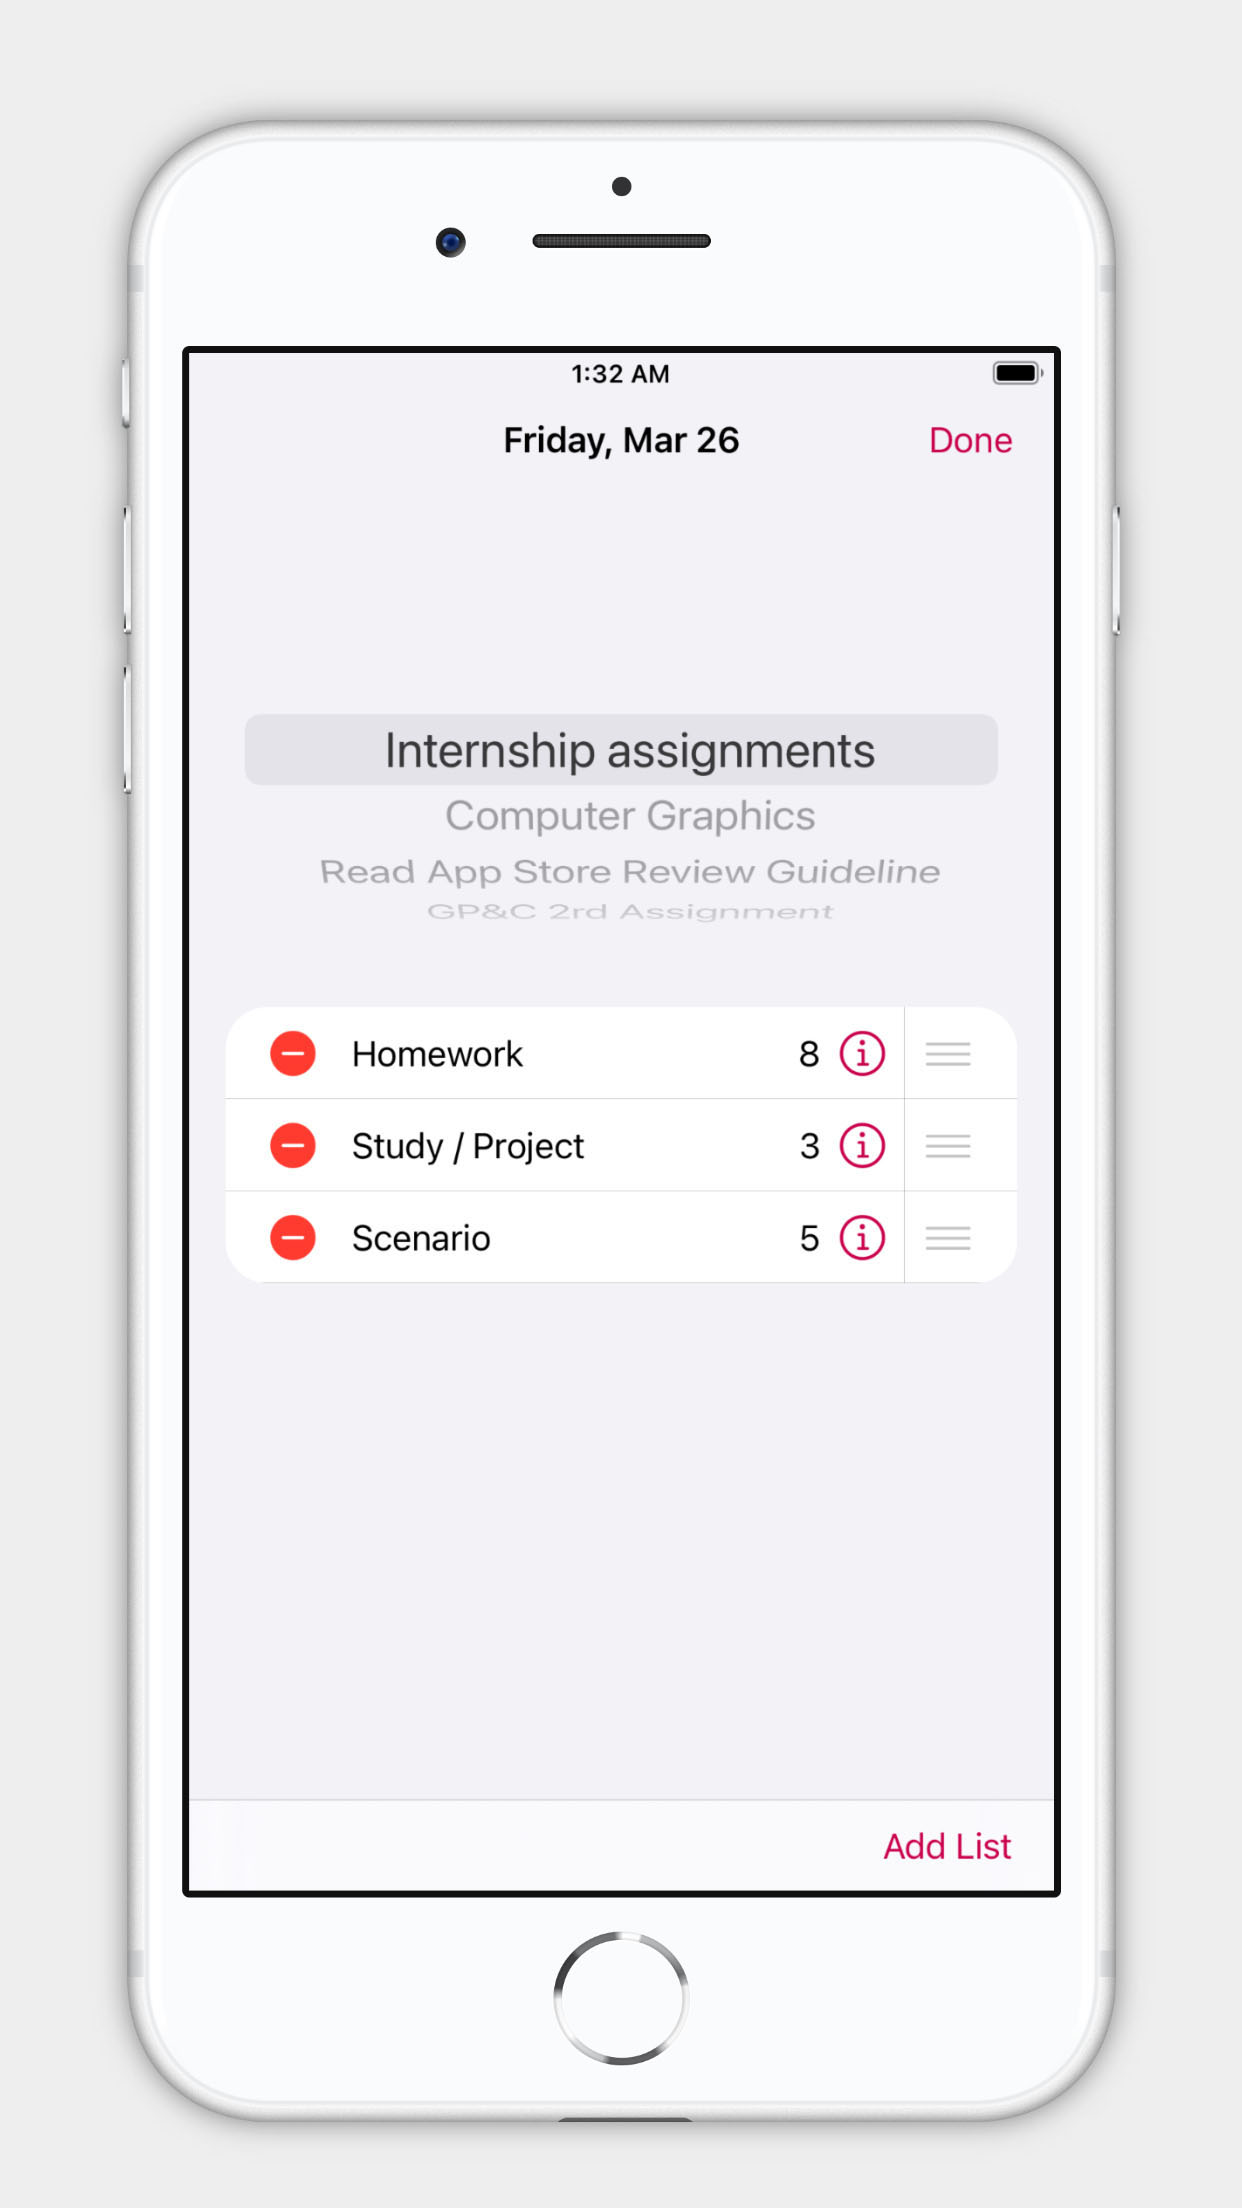 1:32 AM
Friday, Mar 26
Done
Internship assignments
Computer Graphics
Read App Store Review Guideline
GP&C 2rd Assignment
Homework 8
Study / Project 3
Scenario 5
Add List